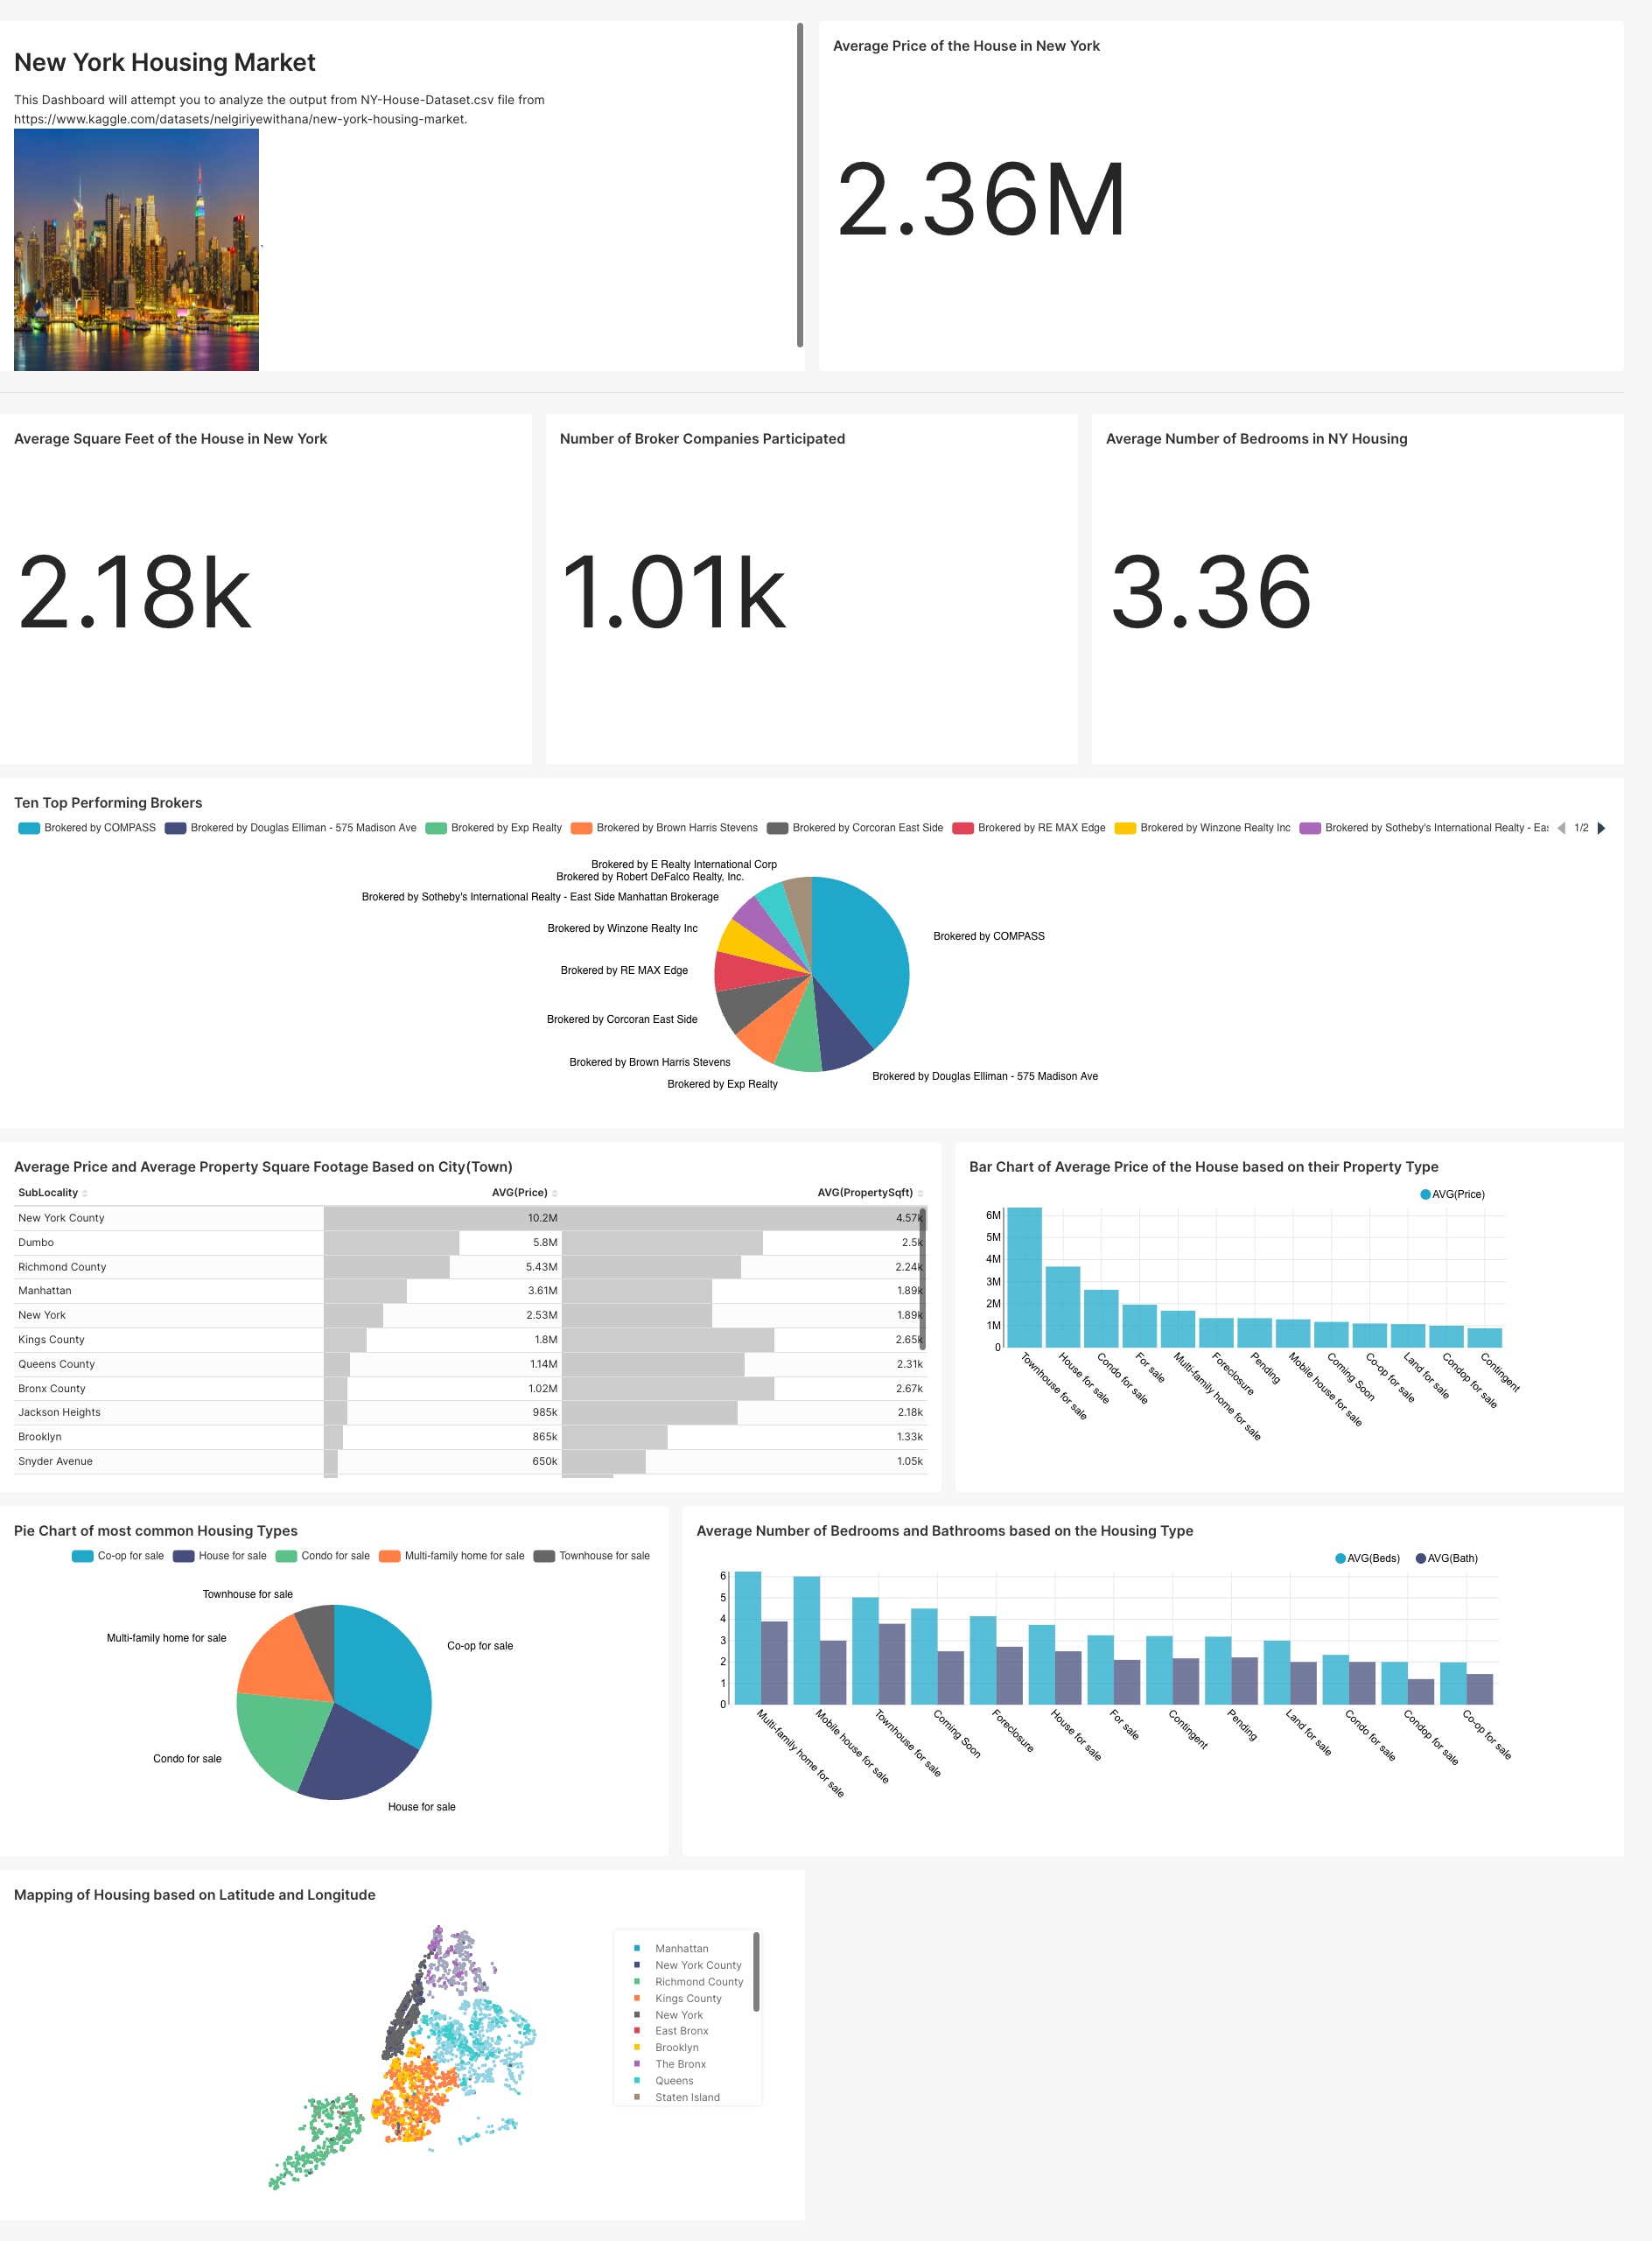 New York Housing Market
This Dashboard will attempt you to analyze the output from NY-House-Dataset.csv file from
https://www.kaggle.com/datasets/nelgiriyewithana/new-york-housing-market.
Average Price of the House in New York
2.36M
Average Square Feet of the House in New York
2.18k
Number of Broker Companies Participated
1.01k
Average Number of Bedrooms in NY Housing
3.36
Ten Top Performing Brokers
Brokered by COMPASS
Brokered by Douglas Elliman - 575 Madison Ave
Brokered by Exp Realty
Brokered by Brown Harris Stevens
Brokered by Corcoran East Side
Brokered by RE MAX Edge
Brokered by Winzone Realty Inc
Brokered by Sotheby's International Realty - Eas
1/2
Brokered by E Realty International Corp
Brokered by Robert DeFalco Realty, Inc.
Brokered by Sotheby's International Realty - East Side Manhattan Brokerage
Brokered by Winzone Realty Inc
Brokered by COMPASS
Brokered by RE MAX Edge
Brokered by Corcoran East Side
Brokered by Brown Harris Stevens
Brokered by Douglas Elliman - 575 Madison Ave
Brokered by Exp Realty
Average Price and Average Property Square Footage Based on City(Town)
SubLocality AVG(Price) AVG(PropertySqft)
New York County 10.2M 4.57k
Dumbo 5.8M 2.5k
Richmond County 5.43M 2.24k
Manhattan 3.61M 1.89k
New York 2.53M 1.89k
Kings County 1.8M 2.65k
Queens County 1.14M 2.31k
Bronx County 1.02M 2.67k
Jackson Heights 985k 2.18k
Brooklyn 865k 1.33k
Snyder Avenue 650k 1.05k
Bar Chart of Average Price of the House based on their Property Type
AVG(Price)
6M
5M
4M
3M
2M
1M
0
Townhouse for sale
House for sale
Condo for sale
For sale
Multi-family home for sale
Foreclosure
Pending
Mobile house for sale
Coming Soon
Co-op for sale
Land for sale
Condop for sale
Contingent
Pie Chart of most common Housing Types
Co-op for sale
House for sale
Condo for sale
Multi-family home for sale
Townhouse for sale
Townhouse for sale
Multi-family home for sale
Co-op for sale
Condo for sale
House for sale
Average Number of Bedrooms and Bathrooms based on the Housing Type
AVG(Beds)
AVG(Bath)
6
5
4
3
2
1
0
Multi-family home for sale
Mobile house for sale
Townhouse for sale
Coming Soon
Foreclosure
House for sale
For sale
Contingent
Pending
Land for sale
Condo for sale
Condop for sale
Co-op for sale
Mapping of Housing based on Latitude and Longitude
Manhattan
New York County
Richmond County
Kings County
New York
East Bronx
Brooklyn
The Bronx
Queens
Staten Island